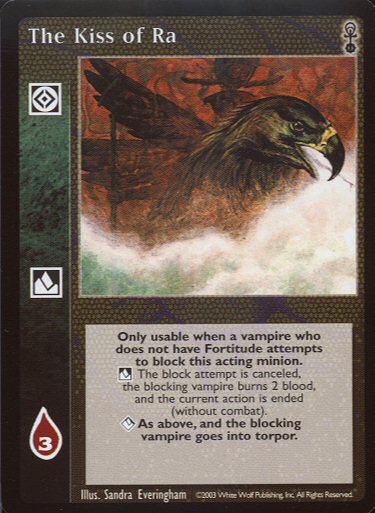 The Kiss of Ra
Only usable when a vampire who
does not have Fortitude attempts
to block this acting minion.
The block attempt is canceled,
the blocking vampire burns 2 blood,
and the current action is ended
(without combat).
As above, and the blocking
vampire goes into torpor.
3
Illus. Sandra Everingham
©2003 White Wolf Publishing, Inc. All Rights Reserved.